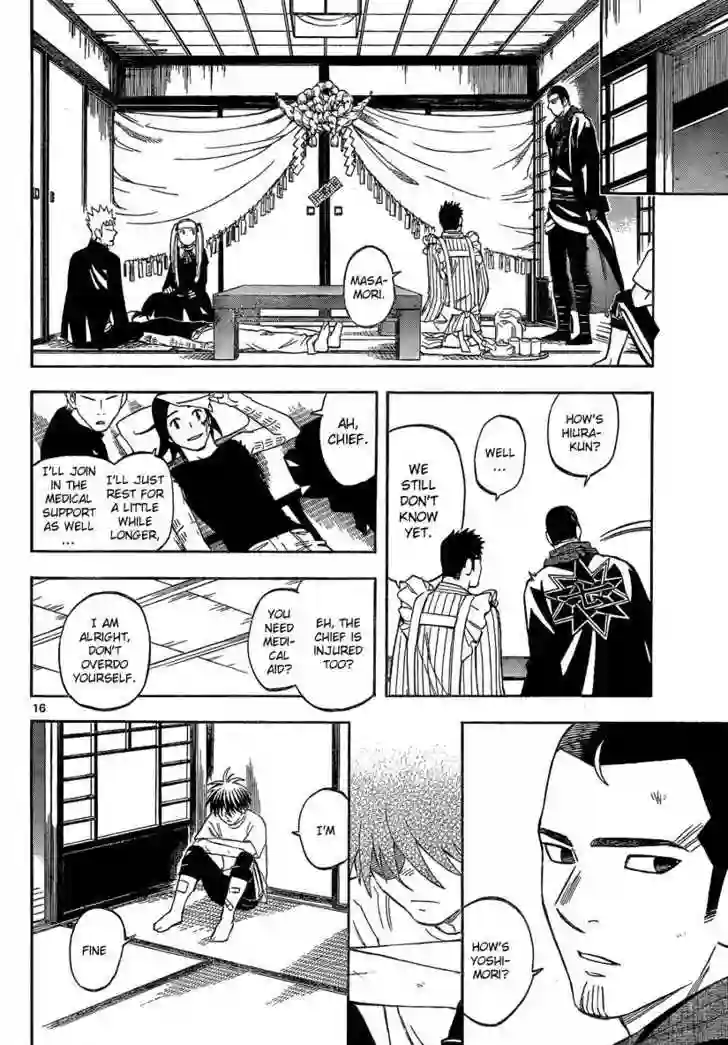 MASA-
MORI.
HOW'S
HIURA-
KUN?
WELL
...
WE
STILL
DON'T
KNOW
YET.
AH,
CHIEF.
I'LL JUST
REST FOR
A LITTLE
WHILE
LONGER,
I'LL JOIN
IN THE
MEDICAL
SUPPORT
AS WELL
...
EH, THE
CHIEF IS
INJURED
TOO?
YOU
NEED
MEDI-
CAL
AID?
I AM
ALRIGHT,
DON'T
OVERDO
YOURSELF.
16
HOW'S
YOSHI-
MORI?
I'M
FINE